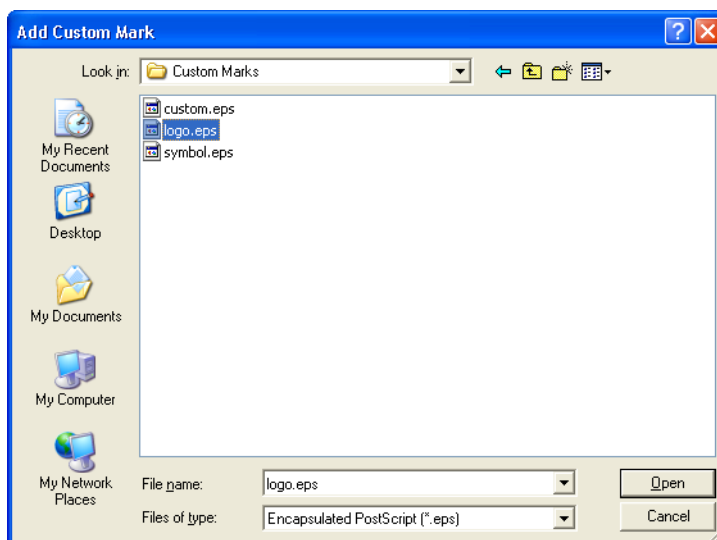 Add Custom Mark
Look in: Custom Marks
custom.eps
logo.eps
symbol.eps
My Recent
Documents
Desktop
My Documents
My Computer
My Network
Places
File name: logo.eps Open
Files of type: Encapsulated PostScript (*.eps) Cancel